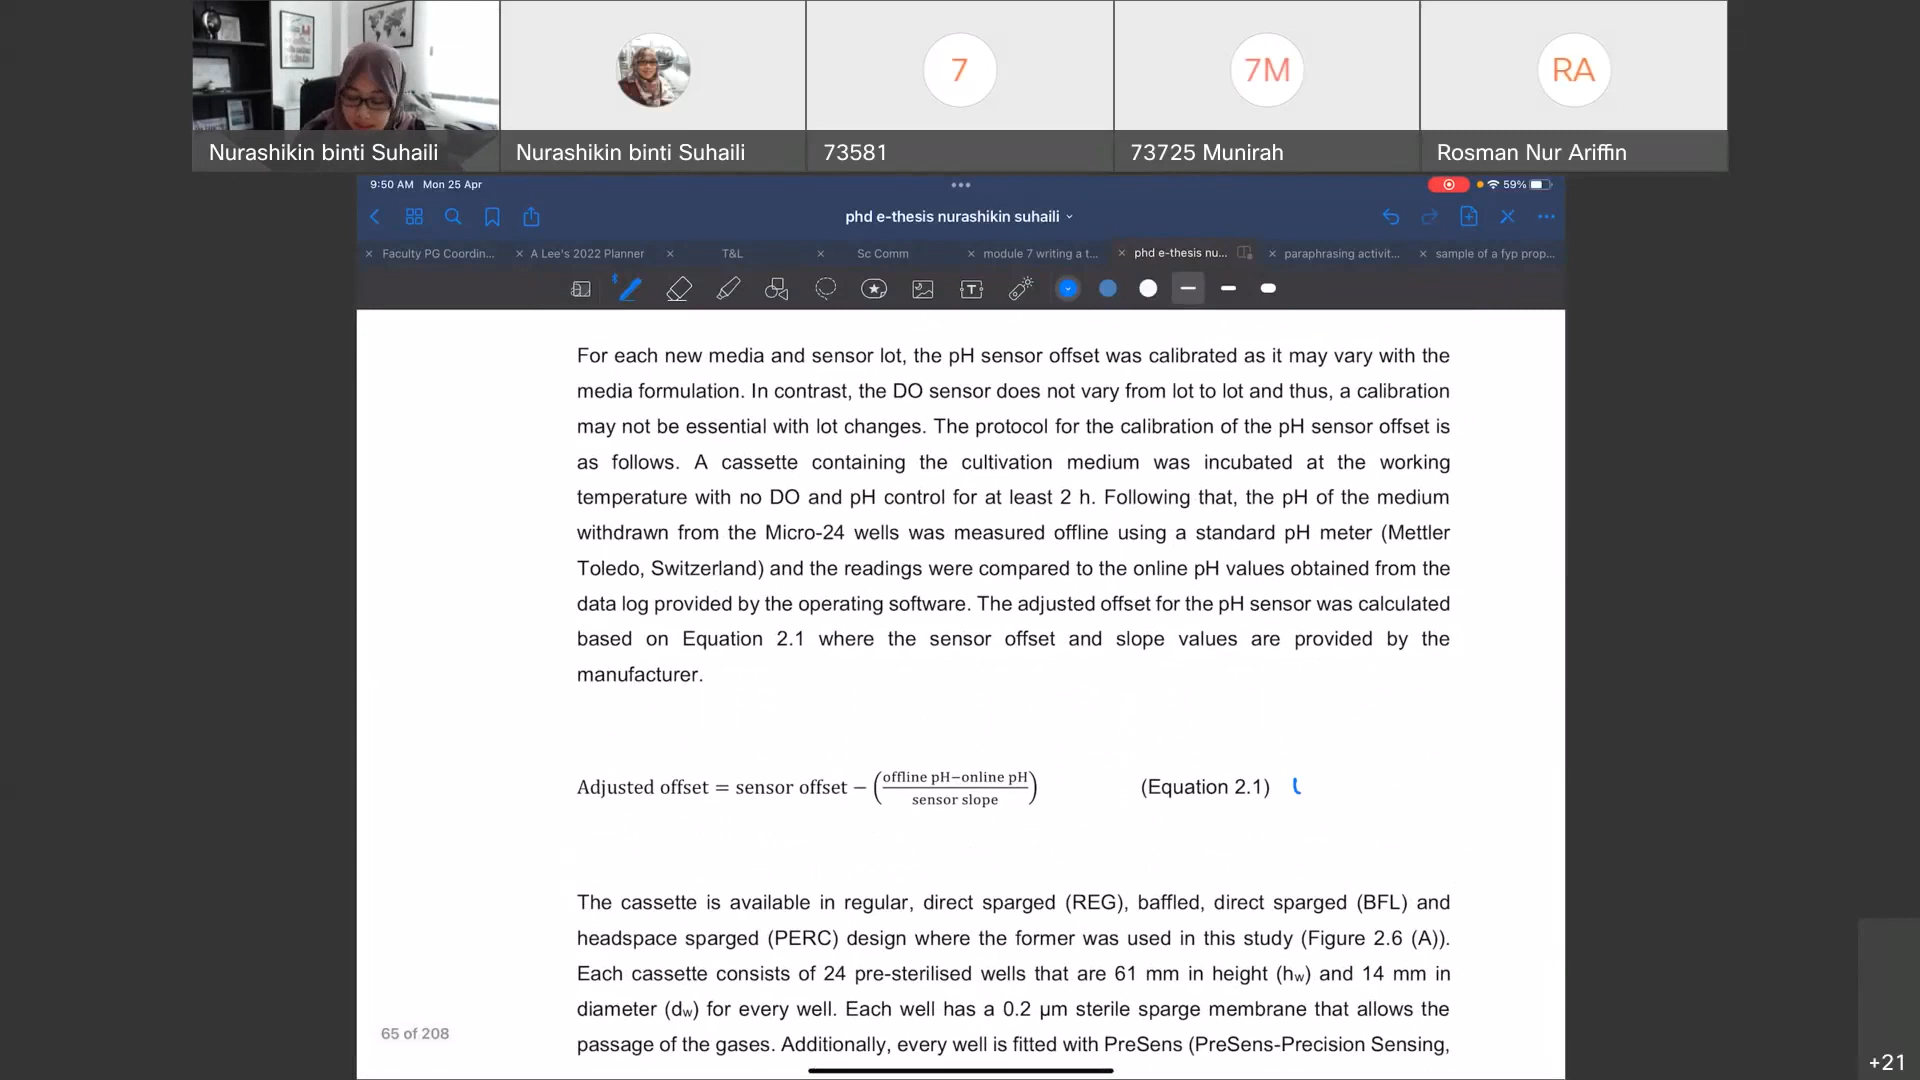 7
7M
RA
Nurashikin binti Suhaili
Nurashikin binti Suhaili
73581
73725 Munirah
Rosman Nur Ariffin
9:50 AM Mon 25 Apr
59%
phd e-thesis nurashikin suhaili
Faculty PG Coordin...
A Lee's 2022 Planner
T&L
Sc Comm
module 7 writing a t...
phd e-thesis nu...
paraphrasing activit...
sample of a fyp prop...
For each new media and sensor lot, the pH sensor offset was calibrated as it may vary with the
media formulation. In contrast, the DO sensor does not vary from lot to lot and thus, a calibration
may not be essential with lot changes. The protocol for the calibration of the pH sensor offset is
as follows. A cassette containing the cultivation medium was incubated at the working
temperature with no DO and pH control for at least 2 h. Following that, the pH of the medium
withdrawn from the Micro-24 wells was measured offline using a standard pH meter (Mettler
Toledo, Switzerland) and the readings were compared to the online pH values obtained from the
data log provided by the operating software. The adjusted offset for the pH sensor was calculated
based on Equation 2.1 where the sensor offset and slope values are provided by the
manufacturer.
Adjusted offset = sensor offset − (offline pH−online pH / sensor slope) (Equation 2.1)
The cassette is available in regular, direct sparged (REG), baffled, direct sparged (BFL) and
headspace sparged (PERC) design where the former was used in this study (Figure 2.6 (A)).
Each cassette consists of 24 pre-sterilised wells that are 61 mm in height (hw) and 14 mm in
diameter (dw) for every well. Each well has a 0.2 µm sterile sparge membrane that allows the
passage of the gases. Additionally, every well is fitted with PreSens (PreSens-Precision Sensing,
65 of 208
+21